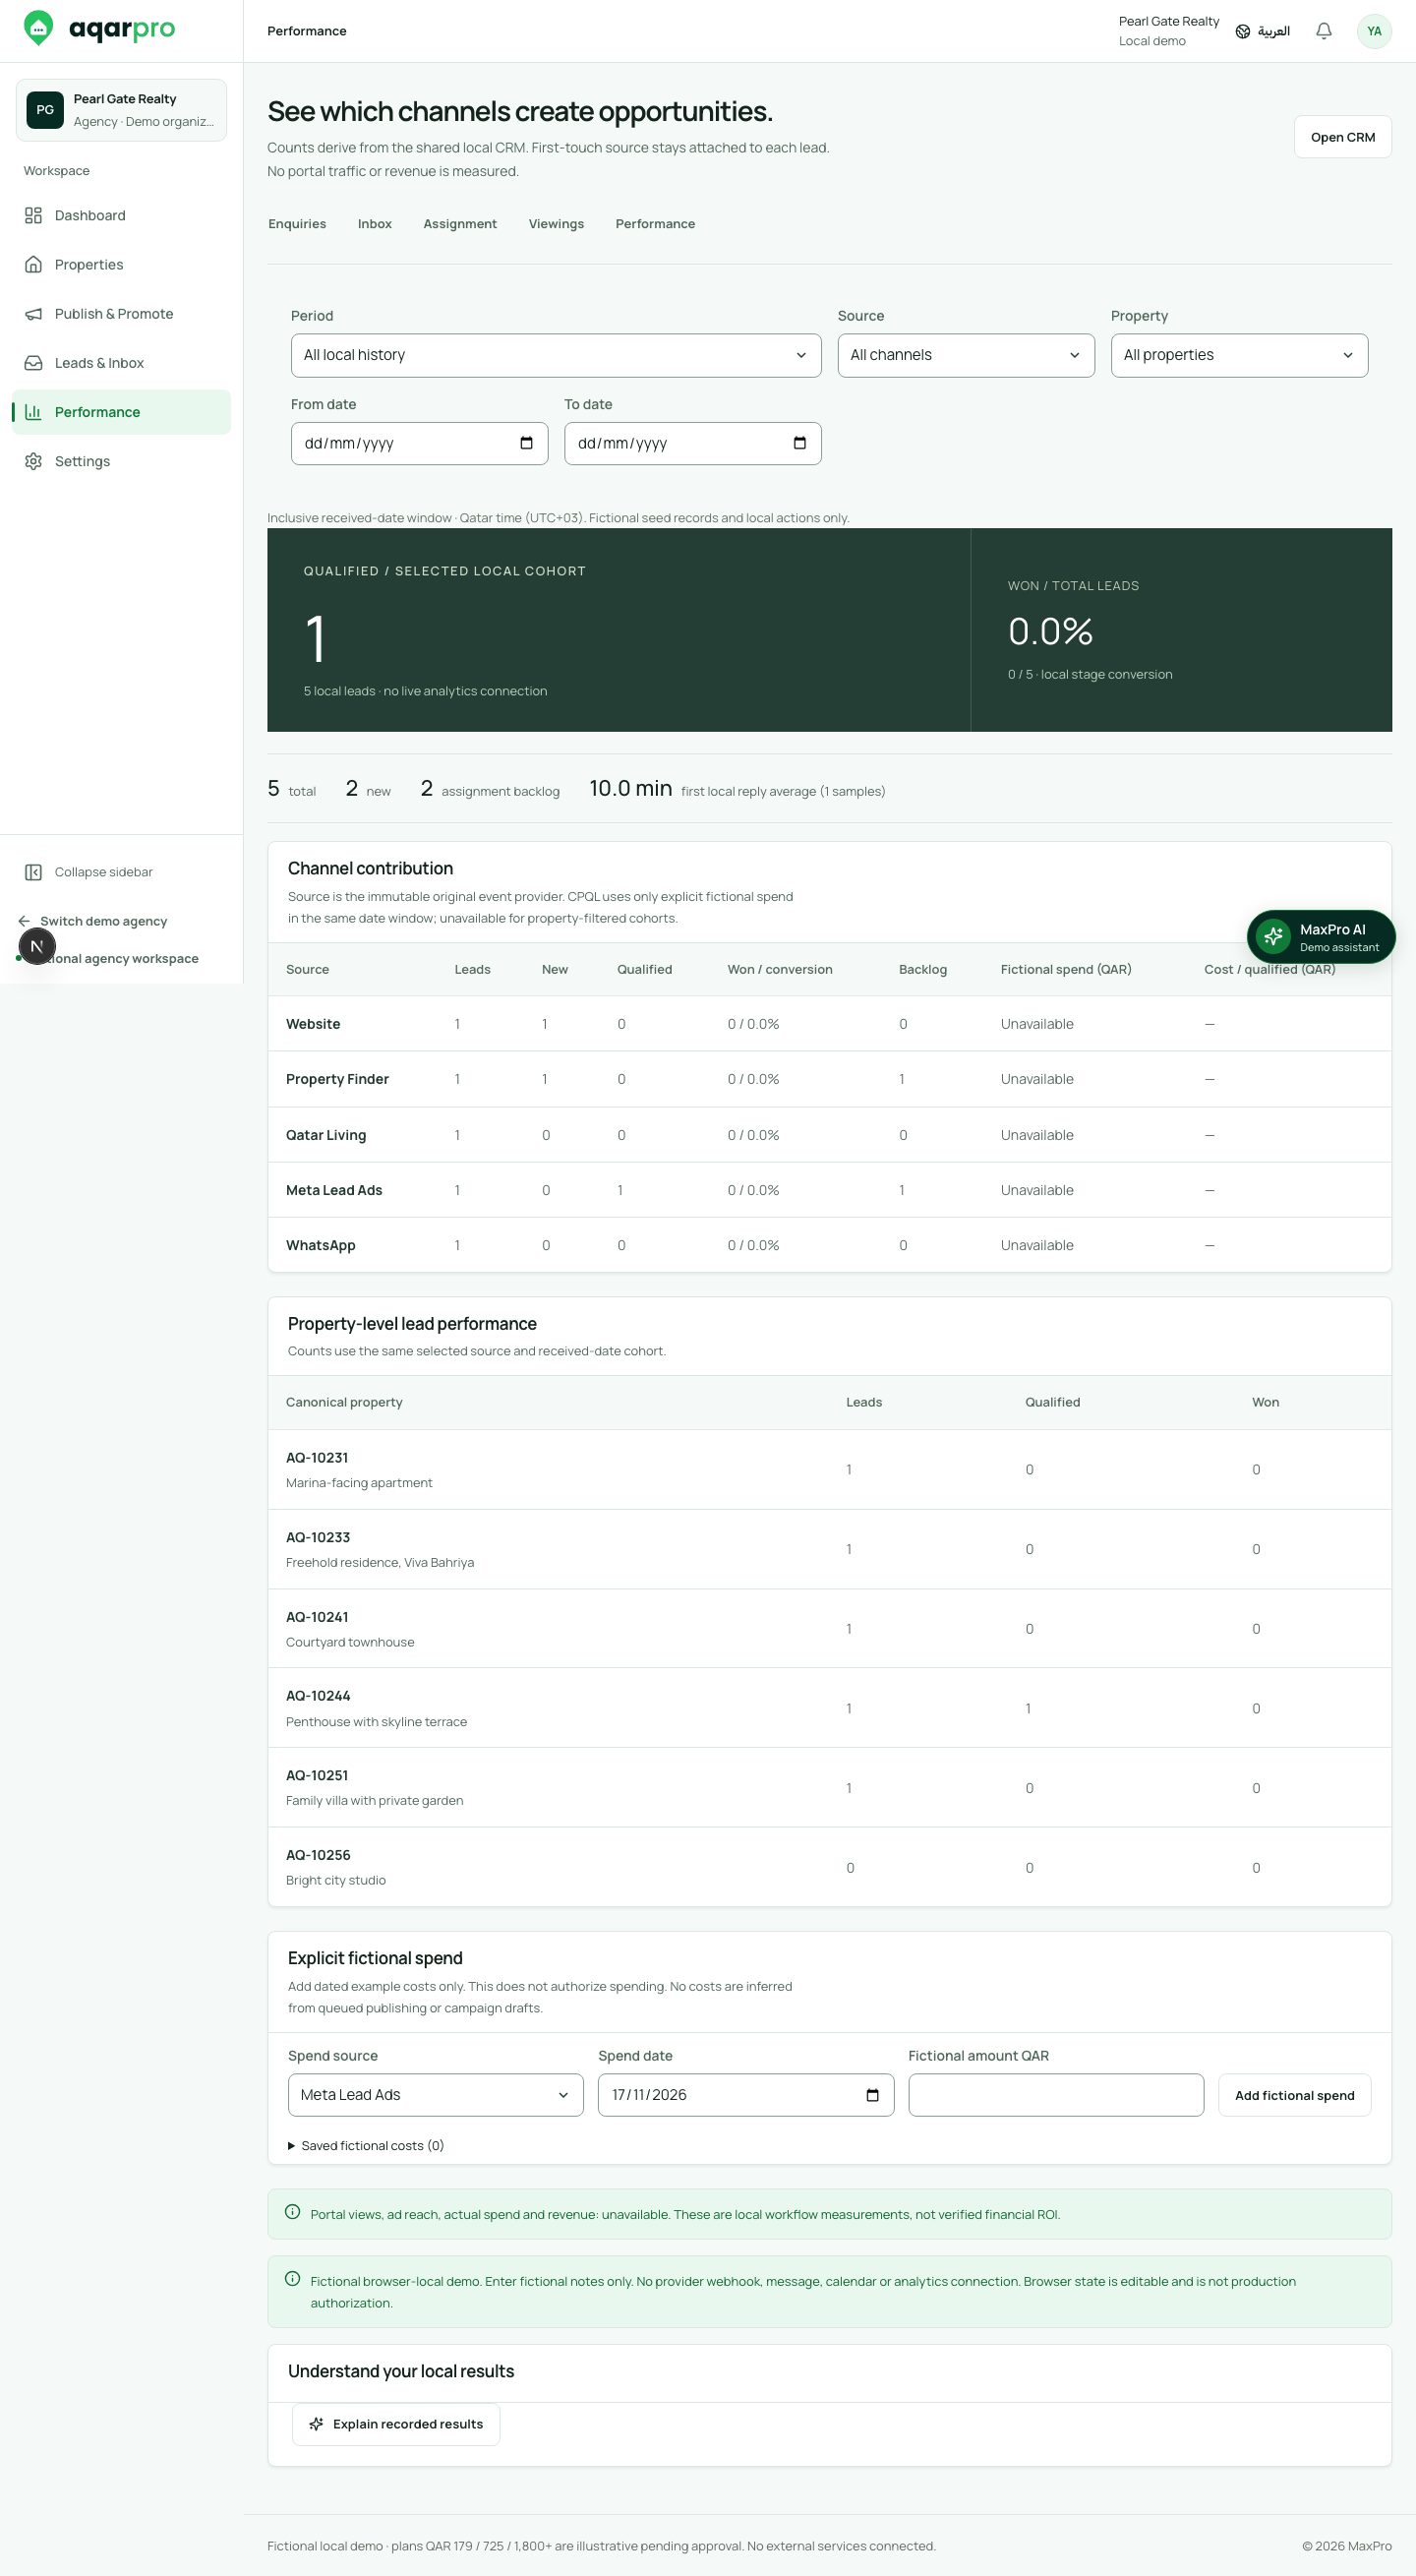 aqarpro
Performance
Pearl Gate Realty
Local demo
العربية
YA
PG
Pearl Gate Realty
Agency · Demo organiz...
Workspace
Dashboard
Properties
Publish & Promote
Leads & Inbox
Performance
Settings
Collapse sidebar
Switch demo agency
tional agency workspace
N
See which channels create opportunities.
Counts derive from the shared local CRM. First-touch source stays attached to each lead.
No portal traffic or revenue is measured.
Open CRM
Enquiries Inbox Assignment Viewings Performance
Period Source Property
All local history All channels All properties
From date To date
dd/mm/yyyy dd/mm/yyyy
Inclusive received-date window · Qatar time (UTC+03). Fictional seed records and local actions only.
QUALIFIED / SELECTED LOCAL COHORT
1
5 local leads · no live analytics connection
WON / TOTAL LEADS
0.0%
0 / 5 · local stage conversion
5 total 2 new 2 assignment backlog 10.0 min first local reply average (1 samples)
Channel contribution
Source is the immutable original event provider. CPQL uses only explicit fictional spend
in the same date window; unavailable for property-filtered cohorts.
MaxPro AI
Demo assistant
Source Leads New Qualified Won / conversion Backlog Fictional spend (QAR) Cost / qualified (QAR)
Website 1 1 0 0 / 0.0% 0 Unavailable —
Property Finder 1 1 0 0 / 0.0% 1 Unavailable —
Qatar Living 1 0 0 0 / 0.0% 0 Unavailable —
Meta Lead Ads 1 0 1 0 / 0.0% 1 Unavailable —
WhatsApp 1 0 0 0 / 0.0% 0 Unavailable —
Property-level lead performance
Counts use the same selected source and received-date cohort.
Canonical property Leads Qualified Won
AQ-10231
Marina-facing apartment
1 0 0
AQ-10233
Freehold residence, Viva Bahriya
1 0 0
AQ-10241
Courtyard townhouse
1 0 0
AQ-10244
Penthouse with skyline terrace
1 1 0
AQ-10251
Family villa with private garden
1 0 0
AQ-10256
Bright city studio
0 0 0
Explicit fictional spend
Add dated example costs only. This does not authorize spending. No costs are inferred
from queued publishing or campaign drafts.
Spend source Spend date Fictional amount QAR
Meta Lead Ads 17/11/2026 Add fictional spend
Saved fictional costs (0)
Portal views, ad reach, actual spend and revenue: unavailable. These are local workflow measurements, not verified financial ROI.
Fictional browser-local demo. Enter fictional notes only. No provider webhook, message, calendar or analytics connection. Browser state is editable and is not production
authorization.
Understand your local results
Explain recorded results
Fictional local demo · plans QAR 179 / 725 / 1,800+ are illustrative pending approval. No external services connected.
© 2026 MaxPro